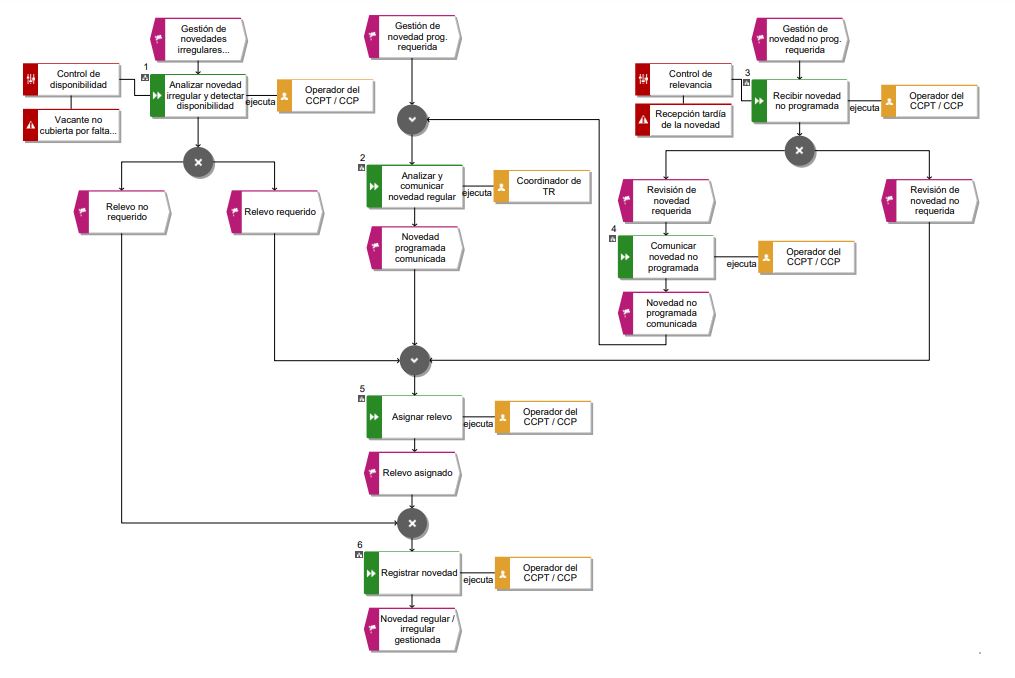 Gestión de
novedades
irregulares...
Gestión de
novedad prog.
requerida
Gestión de
novedad no prog.
requerida
1
Control de
disponibilidad
Analizar novedad
irregular y detectar
disponibilidad
ejecuta
Operador del
CCPT / CCP
Vacante no
cubierta por falta...
3
Control de
relevancia
Recibir novedad
no programada
ejecuta
Operador del
CCPT / CCP
Recepción tardía
de la novedad
2
Analizar y
comunicar
novedad regular
ejecuta
Coordinador de
TR
Relevo no
requerido
Relevo requerido
Revisión de
novedad
requerida
Revisión de
novedad no
requerida
Novedad
programada
comunicada
4
Comunicar
novedad no
programada
ejecuta
Operador del
CCPT / CCP
Novedad no
programada
comunicada
5
Asignar relevo
ejecuta
Operador del
CCPT / CCP
Relevo asignado
6
Registrar novedad
ejecuta
Operador del
CCPT / CCP
Novedad regular /
irregular
gestionada